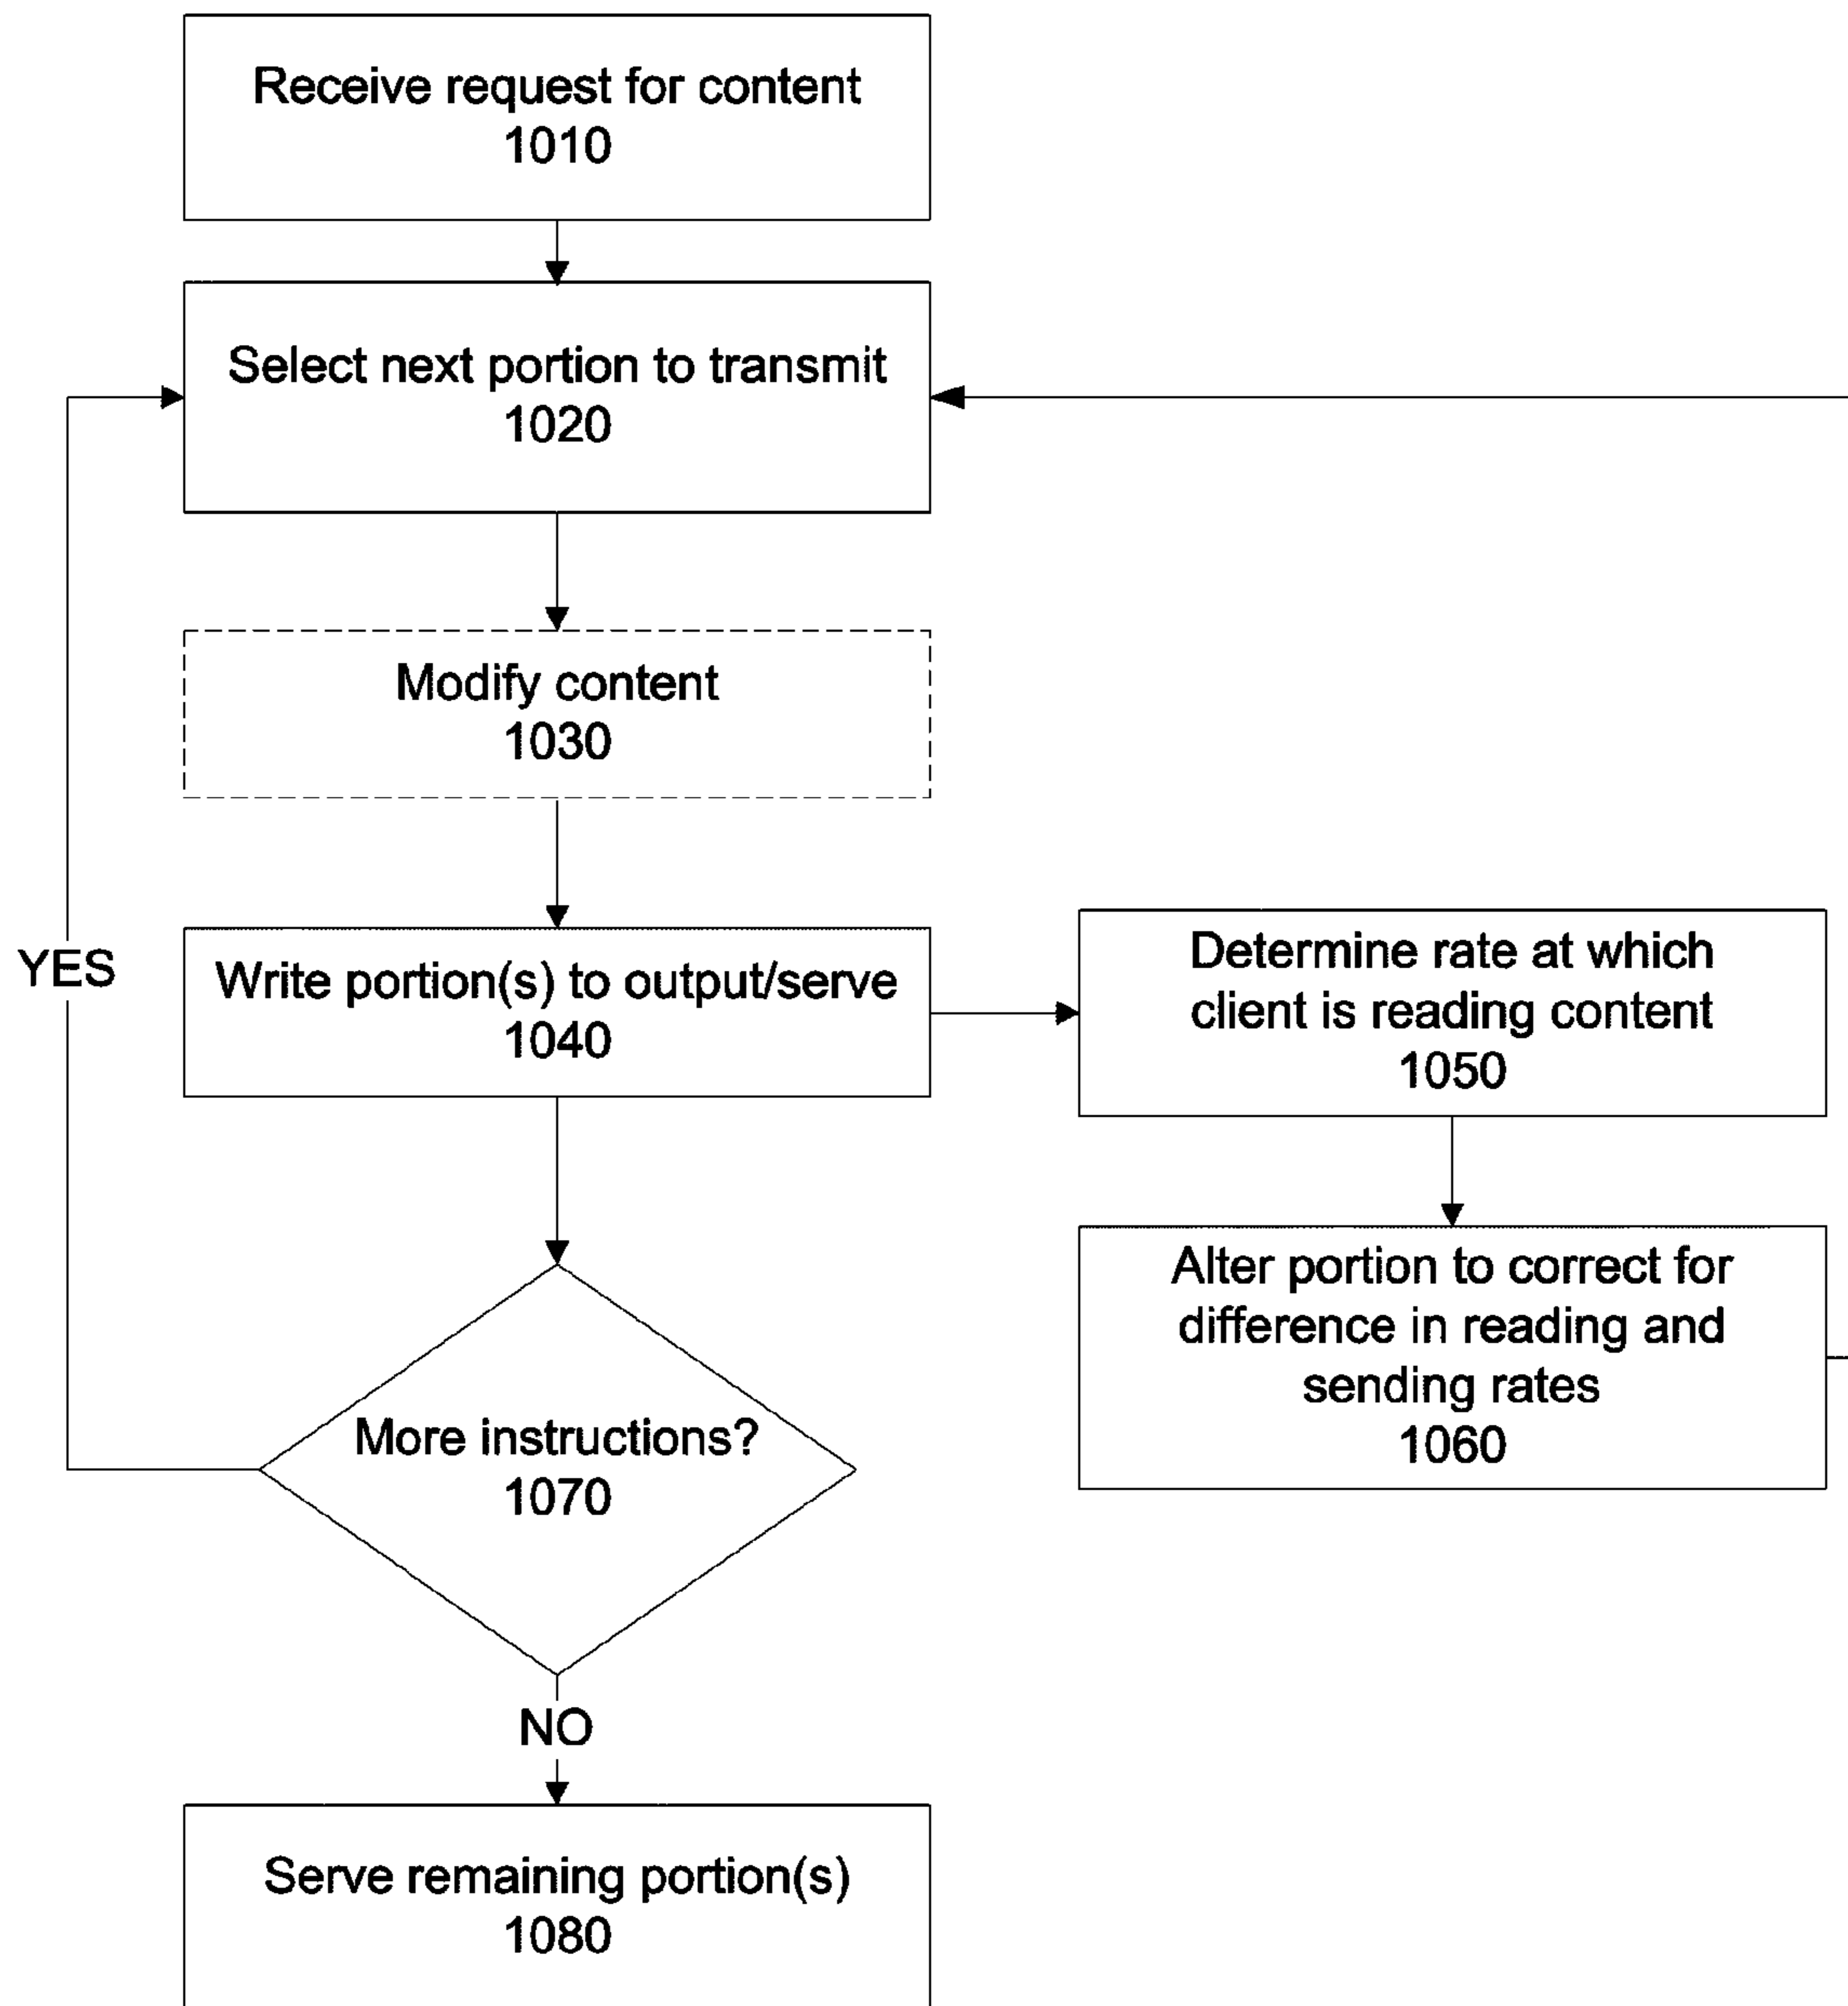 Receive request for content
1010
Select next portion to transmit
1020
Modify content
1030
YES
Write portion(s) to output/serve
1040
Determine rate at which
client is reading content
1050
Alter portion to correct for
difference in reading and
sending rates
1060
More instructions?
1070
NO
Serve remaining portion(s)
1080